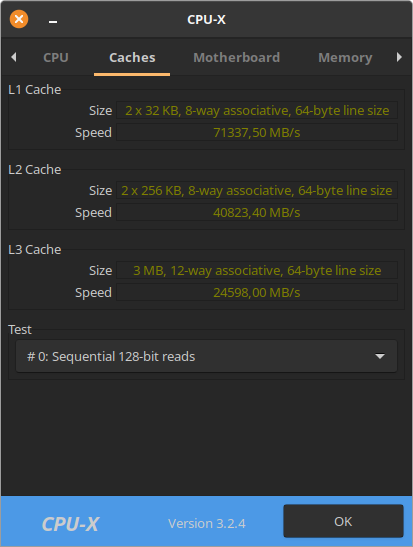 CPU-X
CPU Caches Motherboard Memory
L1 Cache
Size 2 x 32 KB, 8-way associative, 64-byte line size
Speed 71337,50 MB/s
L2 Cache
Size 2 x 256 KB, 8-way associative, 64-byte line size
Speed 40823,40 MB/s
L3 Cache
Size 3 MB, 12-way associative, 64-byte line size
Speed 24598,00 MB/s
Test
# 0: Sequential 128-bit reads
CPU-X Version 3.2.4 OK